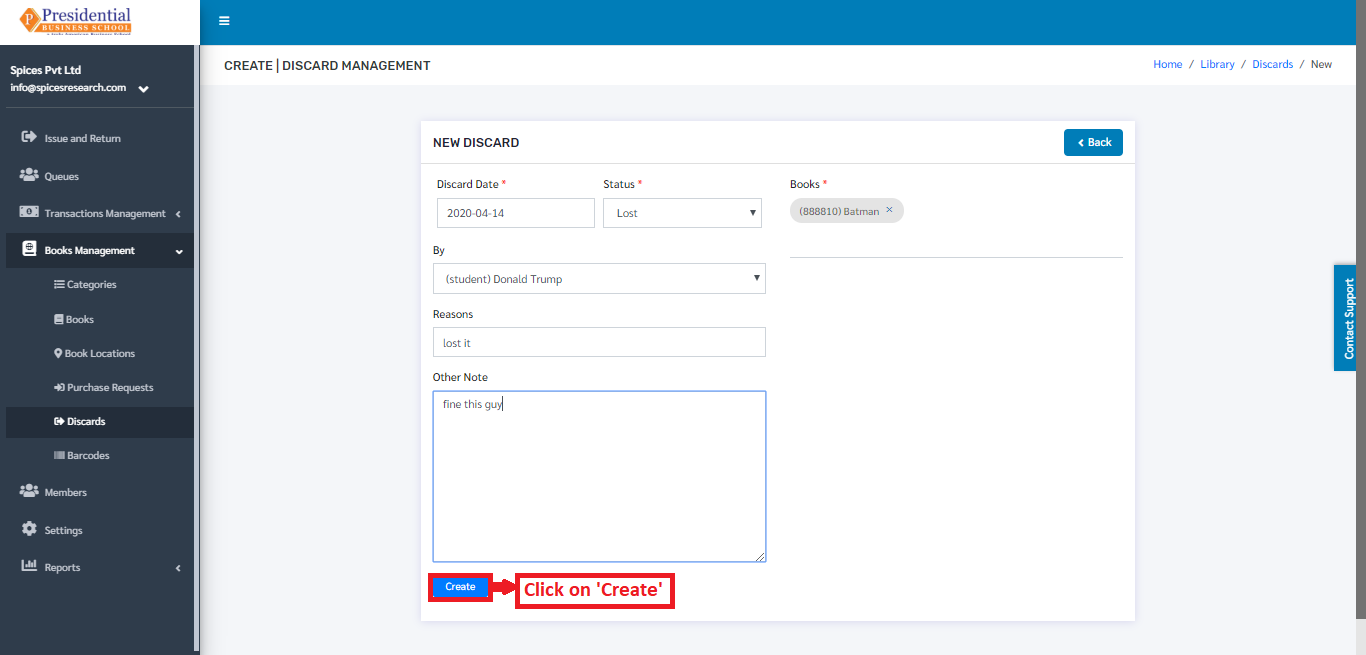 Presidential
BUSINESS SCHOOL
Spices Pvt Ltd
info@spicesresearch.com
Issue and Return
Queues
Transactions Management
Books Management
Categories
Books
Book Locations
Purchase Requests
Discards
Barcodes
Members
Settings
Reports
CREATE | DISCARD MANAGEMENT
Home / Library / Discards / New
NEW DISCARD
Back
Discard Date *
Status *
Books *
2020-04-14
Lost
(888810) Batman ×
By
(student) Donald Trump
Reasons
lost it
Other Note
fine this guy
Create
Click on 'Create'
Contact Support